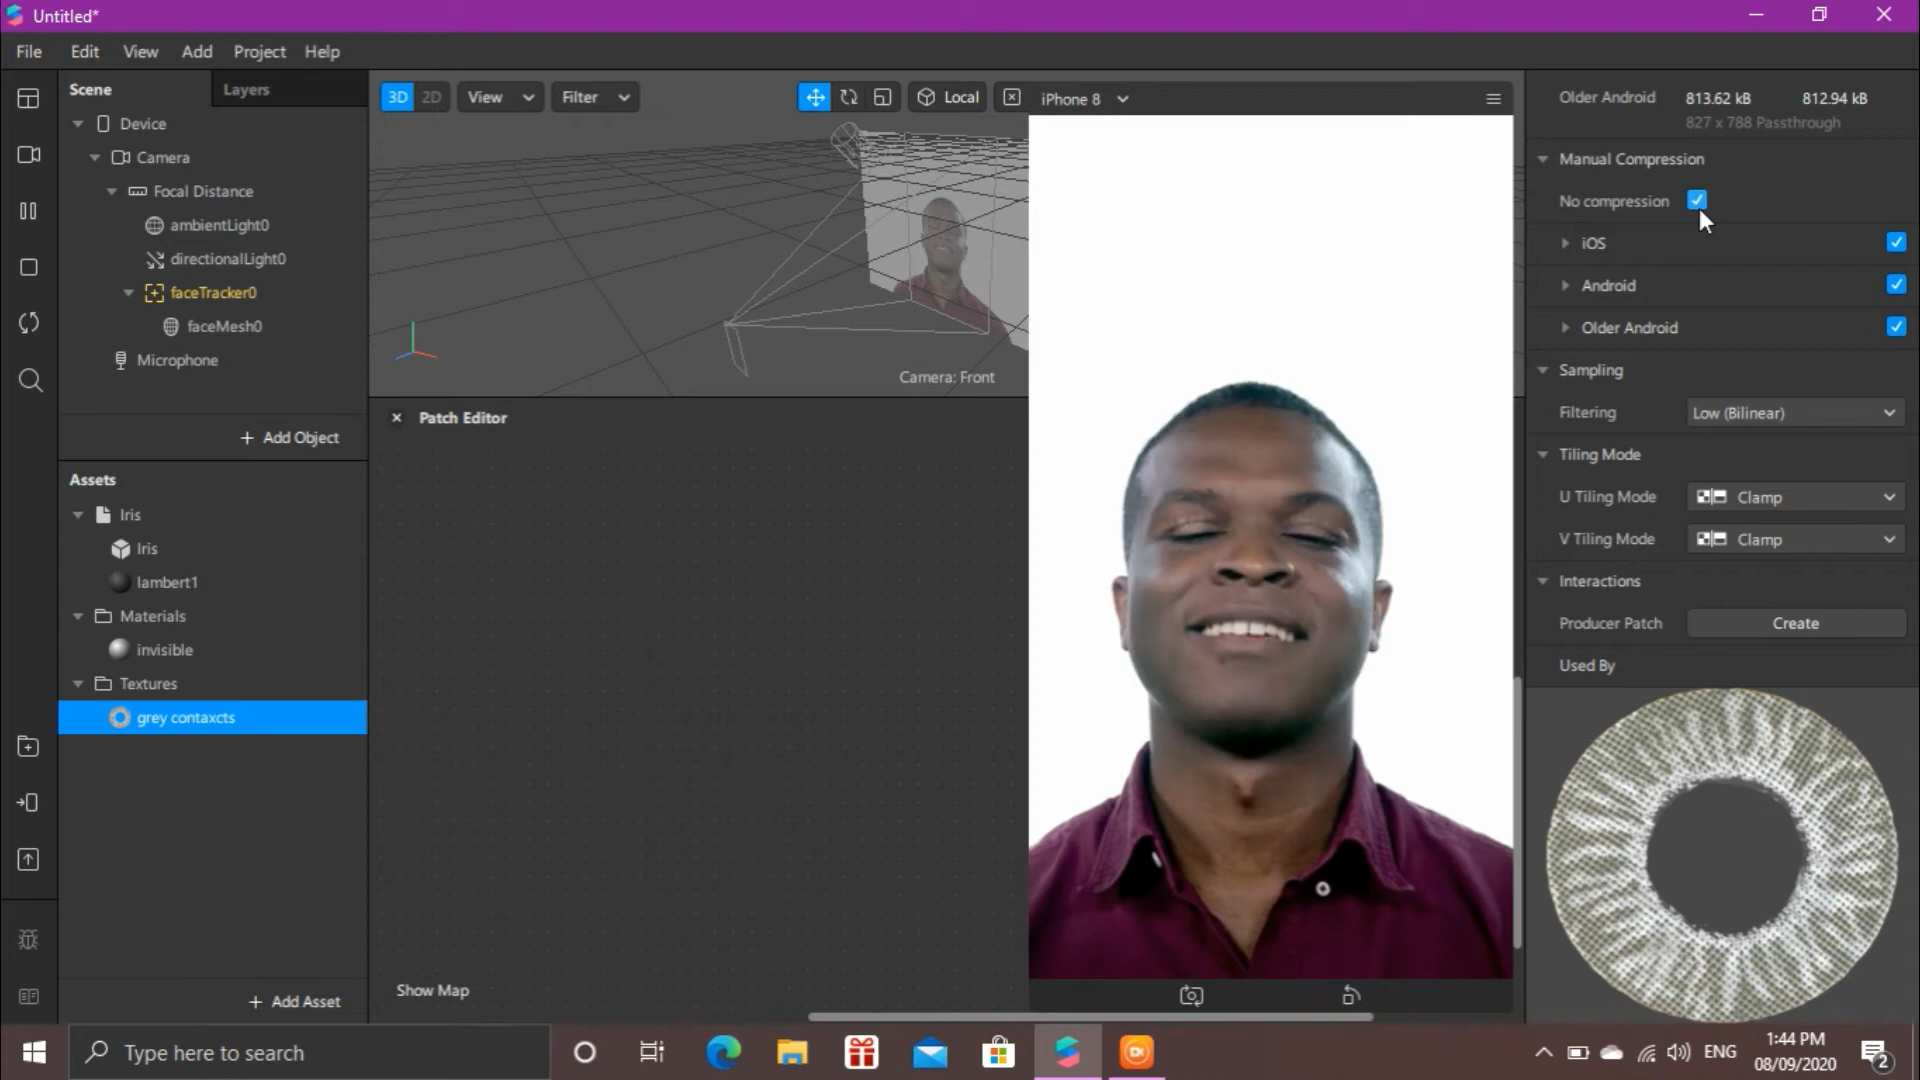 Untitled*
File Edit View Add Project Help
Scene Layers
Device
Camera
Focal Distance
ambientLight0
directionalLight0
faceTracker0
faceMesh0
Microphone
+ Add Object
Assets
Iris
Iris
lambert1
Materials
invisible
Textures
grey contaxcts
+ Add Asset
3D 2D View Filter Local
Camera: Front
Patch Editor
Show Map
iPhone 8
Older Android 813.62 kB 812.94 kB
827 x 788 Passthrough
Manual Compression
No compression
iOS
Android
Older Android
Sampling
Filtering Low (Bilinear)
Tiling Mode
U Tiling Mode Clamp
V Tiling Mode Clamp
Interactions
Producer Patch Create
Used By
Type here to search
ENG
1:44 PM
08/09/2020
2